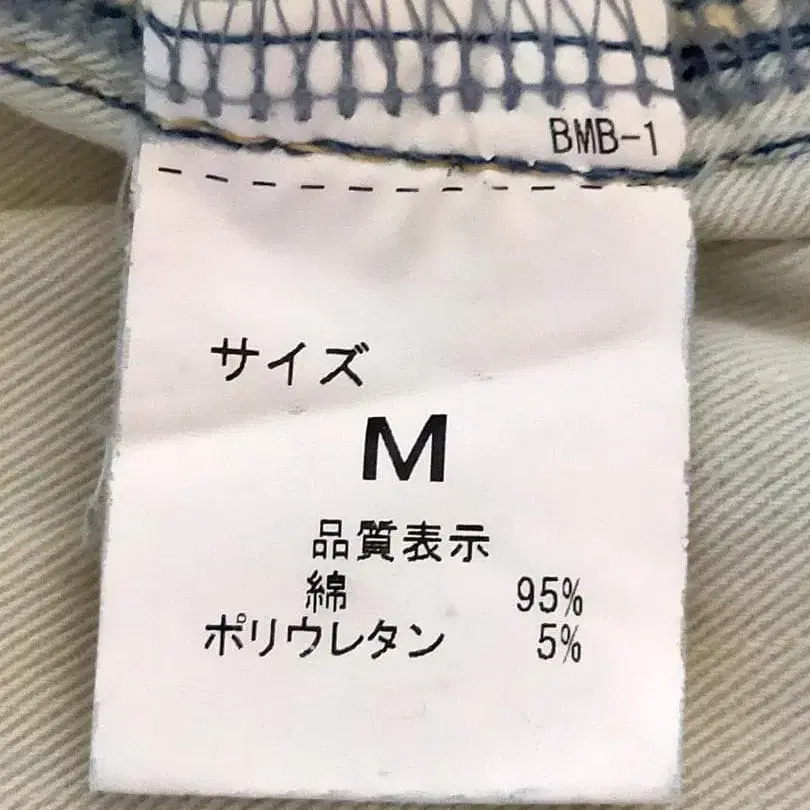 BMB-1
サイズ
M
品質表示
綿 95%
ポリウレタン 5%